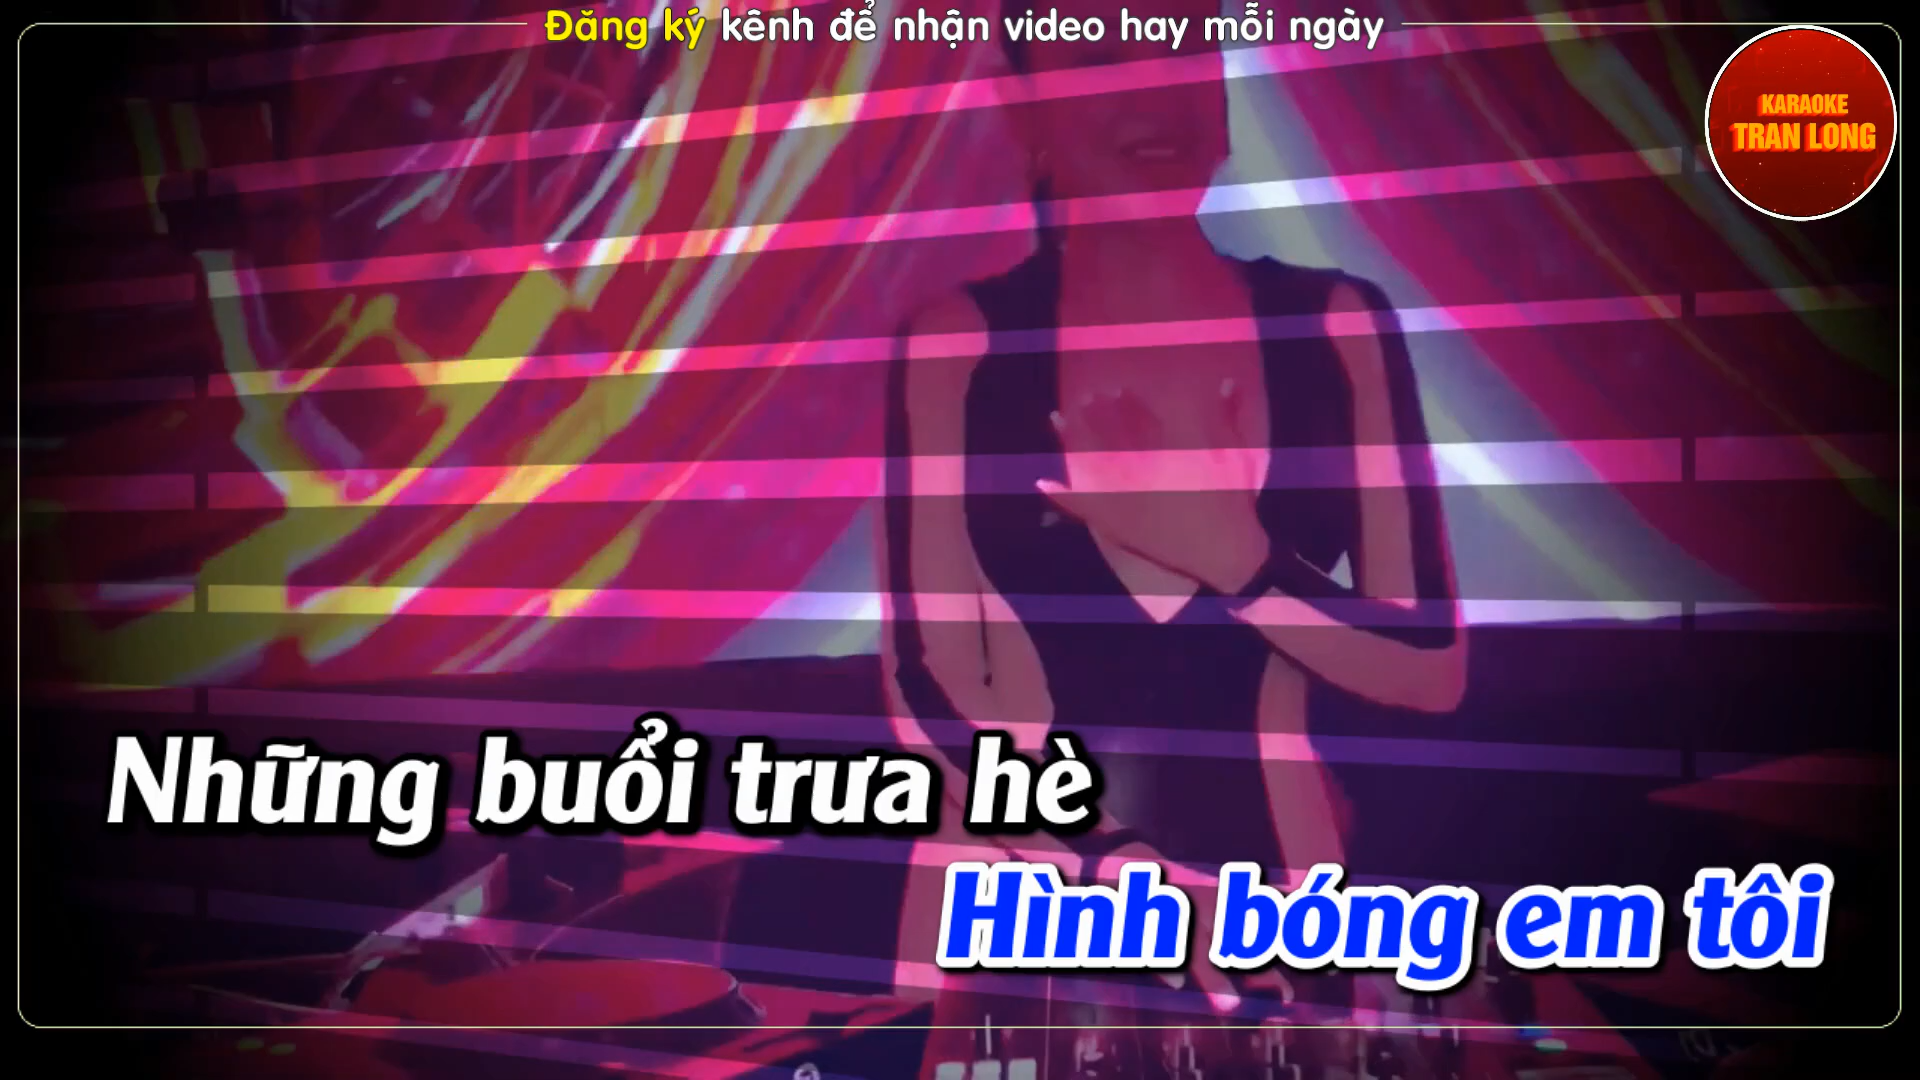 Đăng ký kênh để nhận video hay mỗi ngày
KARAOKE
TRAN LONG
Những buổi trưa hè
Hình bóng em tôi